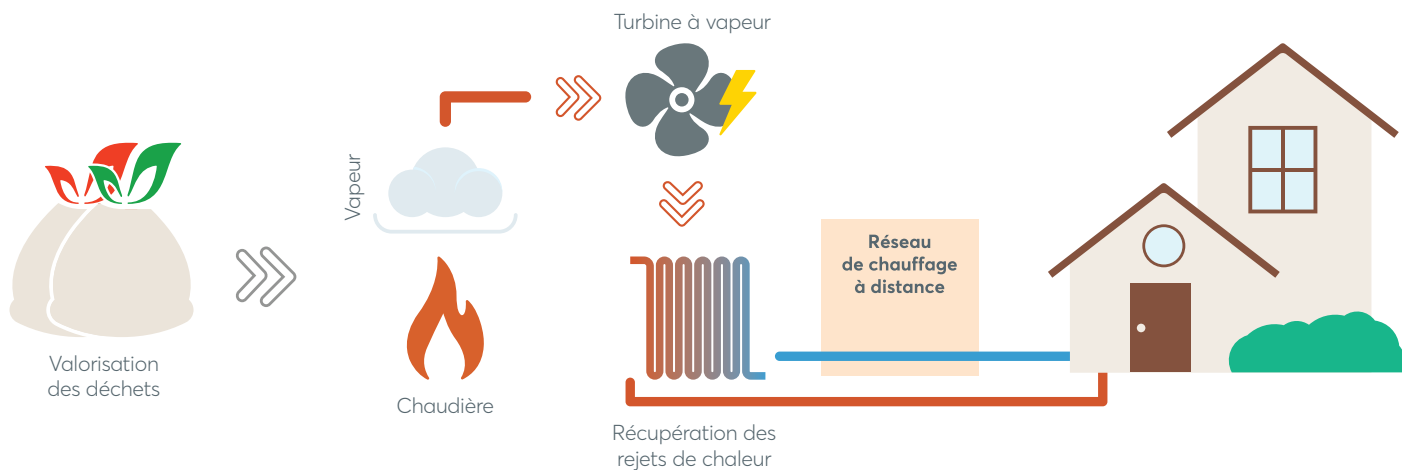 Turbine à vapeur
Vapeur
Valorisation
des déchets
Chaudière
Récupération des
rejets de chaleur
Réseau
de chauffage
à distance